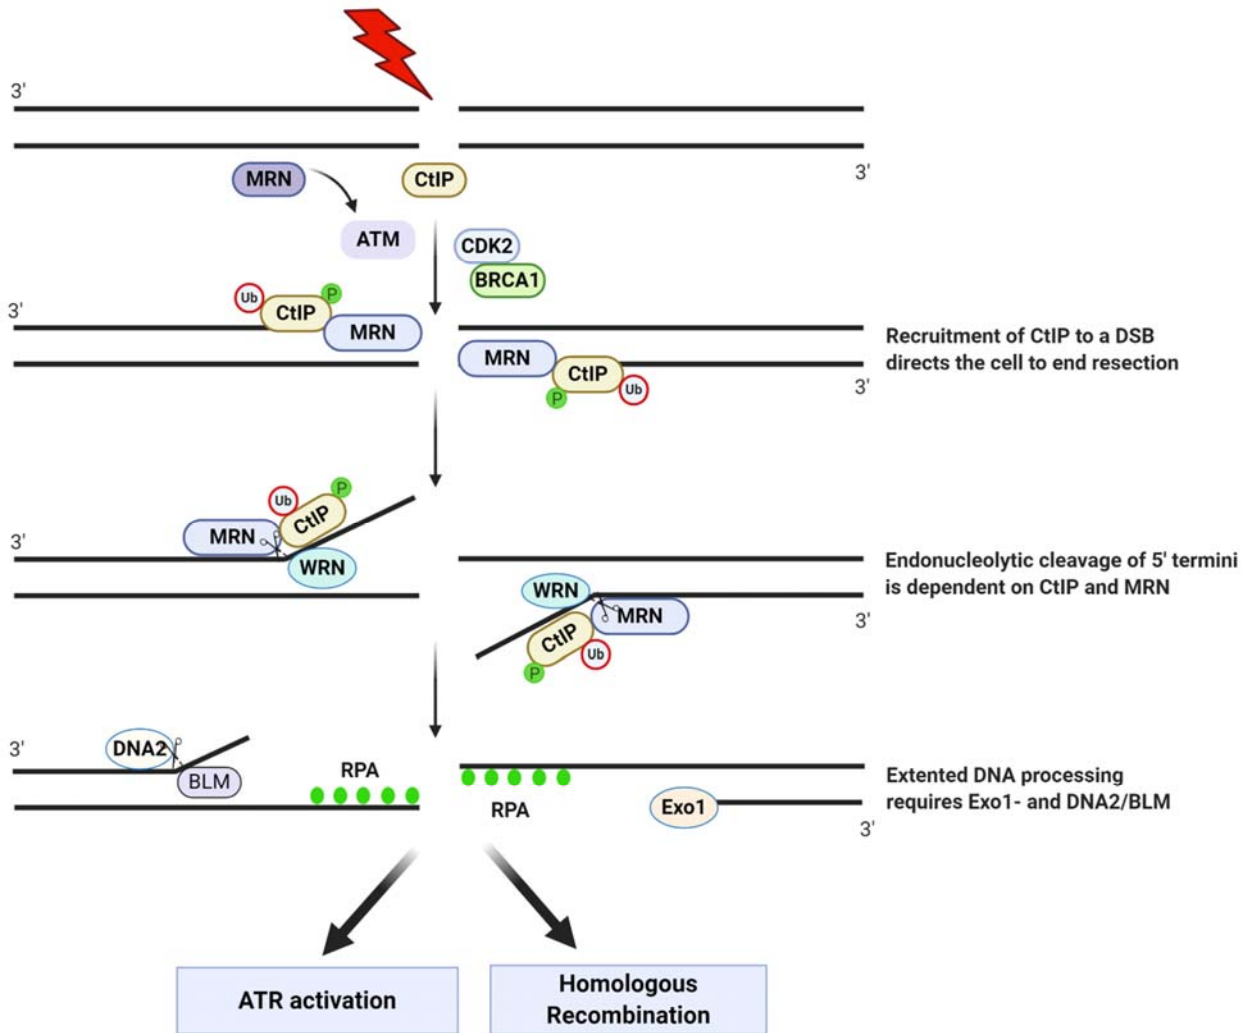 3'
3'
MRN
CtIP
ATM
CDK2
BRCA1
3'
Ub
CtIP
P
MRN
MRN
CtIP
P
Ub
3'
Recruitment of CtIP to a DSB
directs the cell to end resection
3'
MRN
Ub
CtIP
P
WRN
WRN
MRN
CtIP
P
Ub
3'
Endonucleolytic cleavage of 5' termini
is dependent on CtIP and MRN
3'
DNA2
BLM
RPA
RPA
Exo1
3'
Extented DNA processing
requires Exo1- and DNA2/BLM
ATR activation
Homologous
Recombination